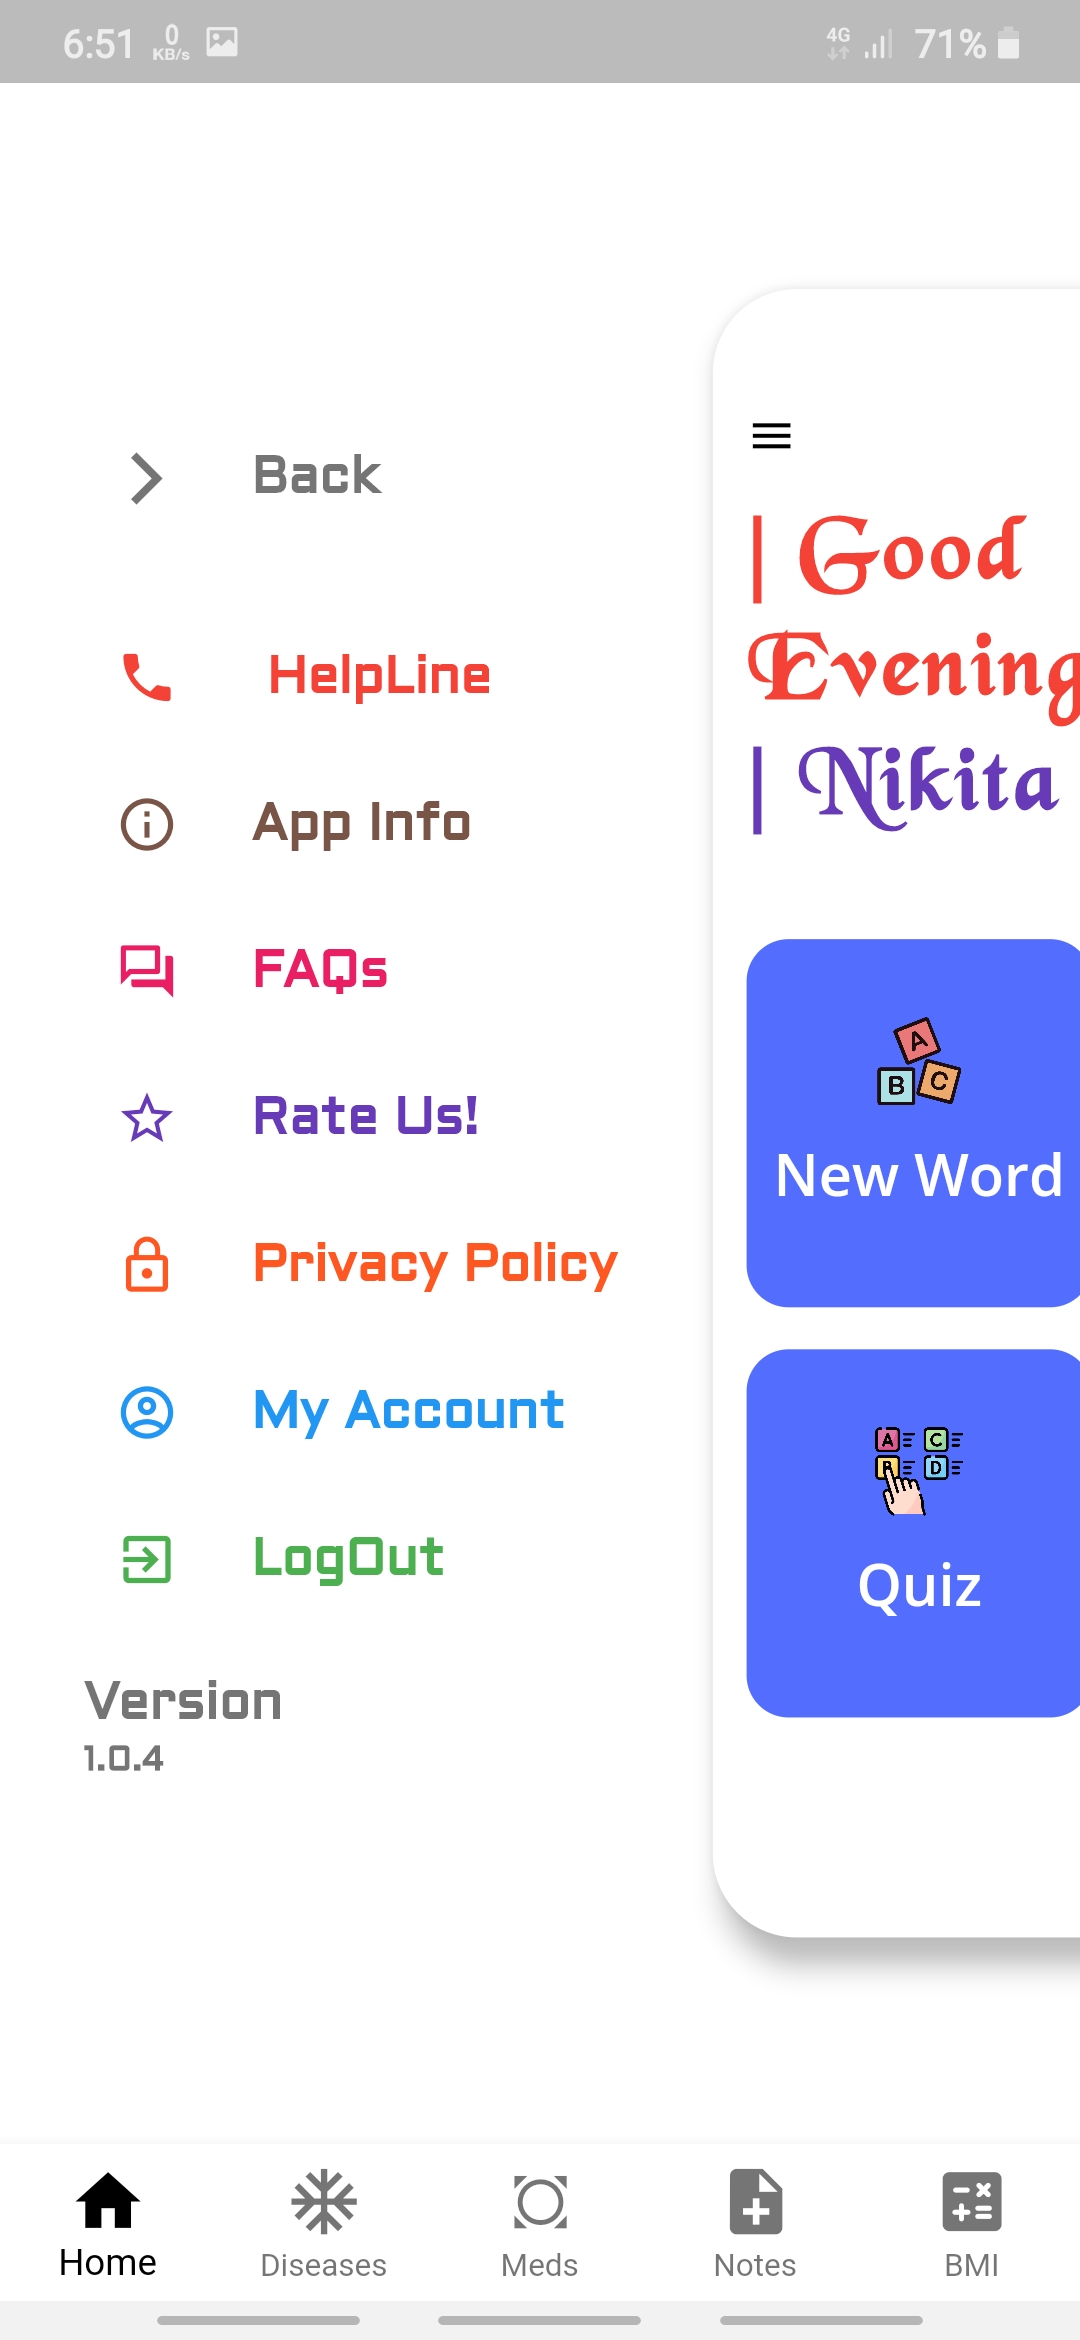 6:51 0 KB/s 4G 71%
Back
HelpLine
App Info
FAQs
Rate Us!
Privacy Policy
My Account
LogOut
Version
1.0.4
| Good
Evening
| Nikita
A
B C
New Word
A C
B D
Quiz
Home Diseases Meds Notes BMI